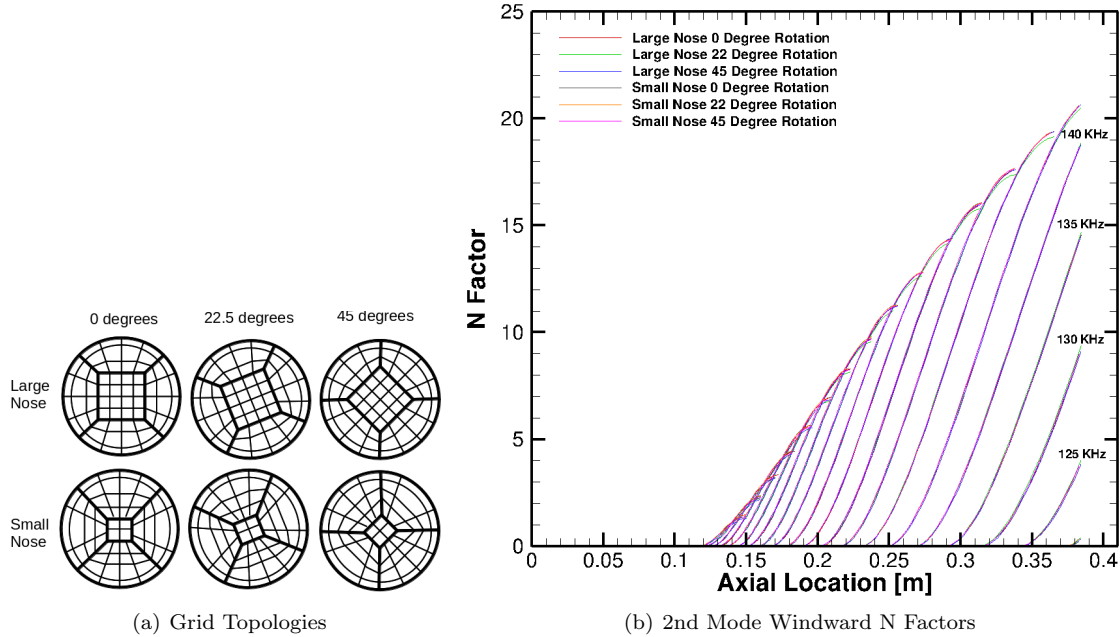 0 degrees
22.5 degrees
45 degrees
Large
Nose
Small
Nose
(a) Grid Topologies
25
20
15
10
5
0
N Factor
Large Nose 0 Degree Rotation
Large Nose 22 Degree Rotation
Large Nose 45 Degree Rotation
Small Nose 0 Degree Rotation
Small Nose 22 Degree Rotation
Small Nose 45 Degree Rotation
140 KHz
135 KHz
130 KHz
125 KHz
0 0.05 0.1 0.15 0.2 0.25 0.3 0.35 0.4
Axial Location [m]
(b) 2nd Mode Windward N Factors